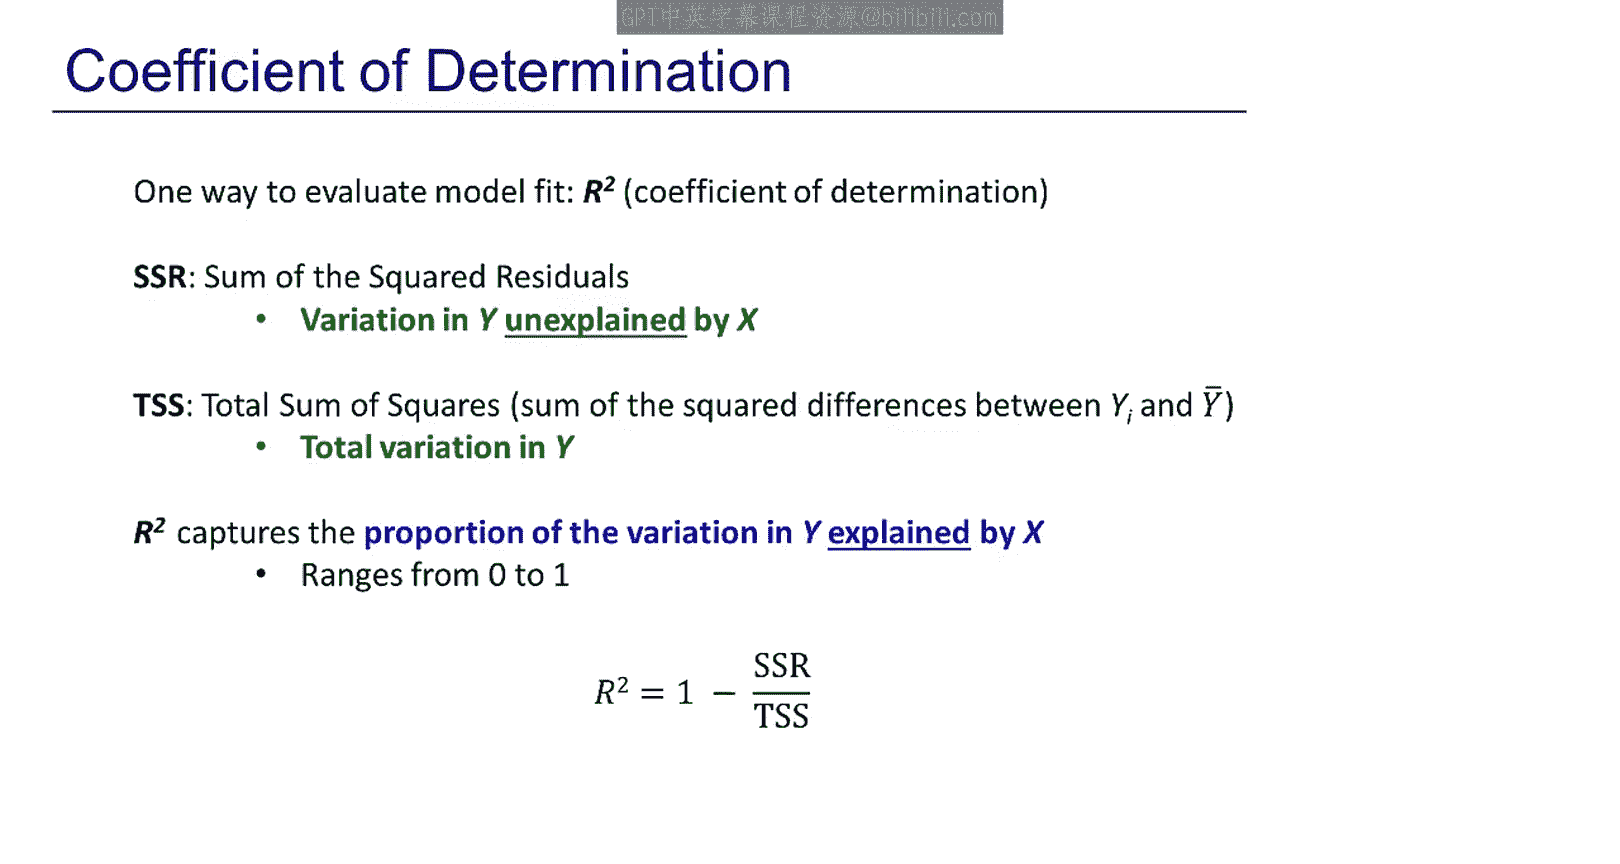 GPT中英字幕课程资源@bilibili.com
Coefficient of Determination
One way to evaluate model fit: R² (coefficient of determination)
SSR: Sum of the Squared Residuals
• Variation in Y unexplained by X
TSS: Total Sum of Squares (sum of the squared differences between Yᵢ and Ȳ)
• Total variation in Y
R² captures the proportion of the variation in Y explained by X
• Ranges from 0 to 1
R² = 1 − SSR/TSS